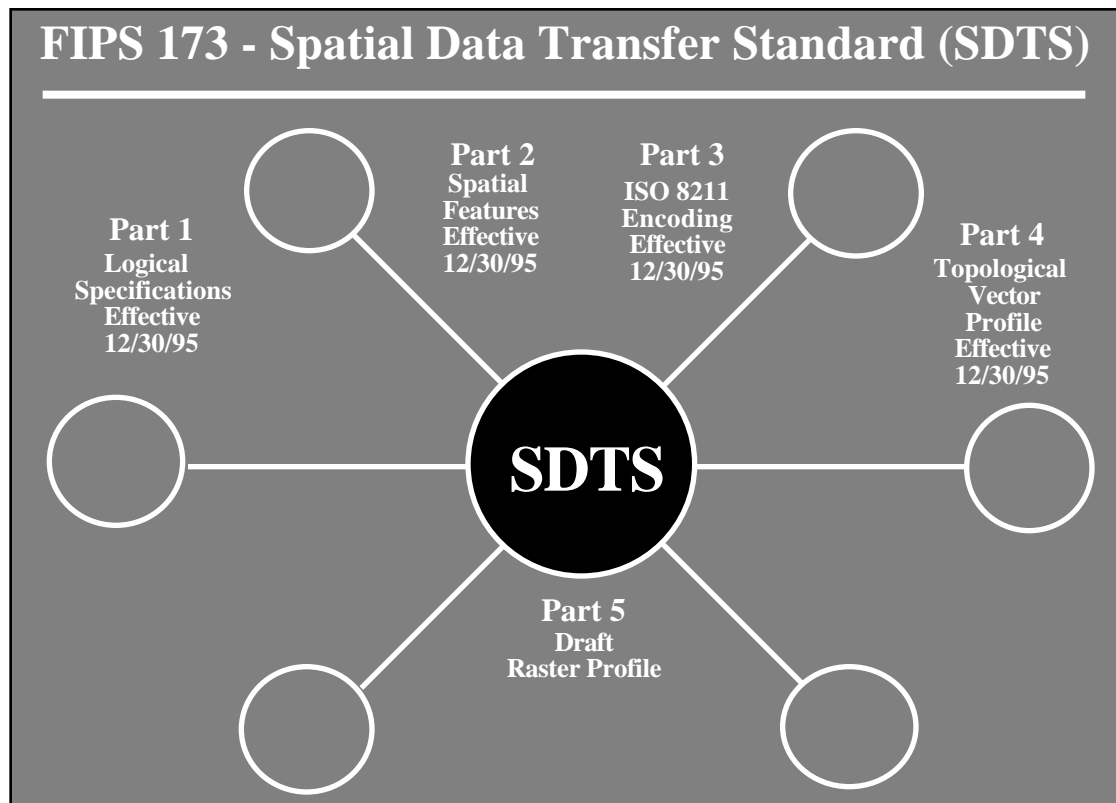 FIPS 173 - Spatial Data Transfer Standard (SDTS)
Part 1
Logical
Specifications
Effective
12/30/95
Part 2
Spatial
Features
Effective
12/30/95
Part 3
ISO 8211
Encoding
Effective
12/30/95
Part 4
Topological
Vector
Profile
Effective
12/30/95
SDTS
Part 5
Draft
Raster Profile